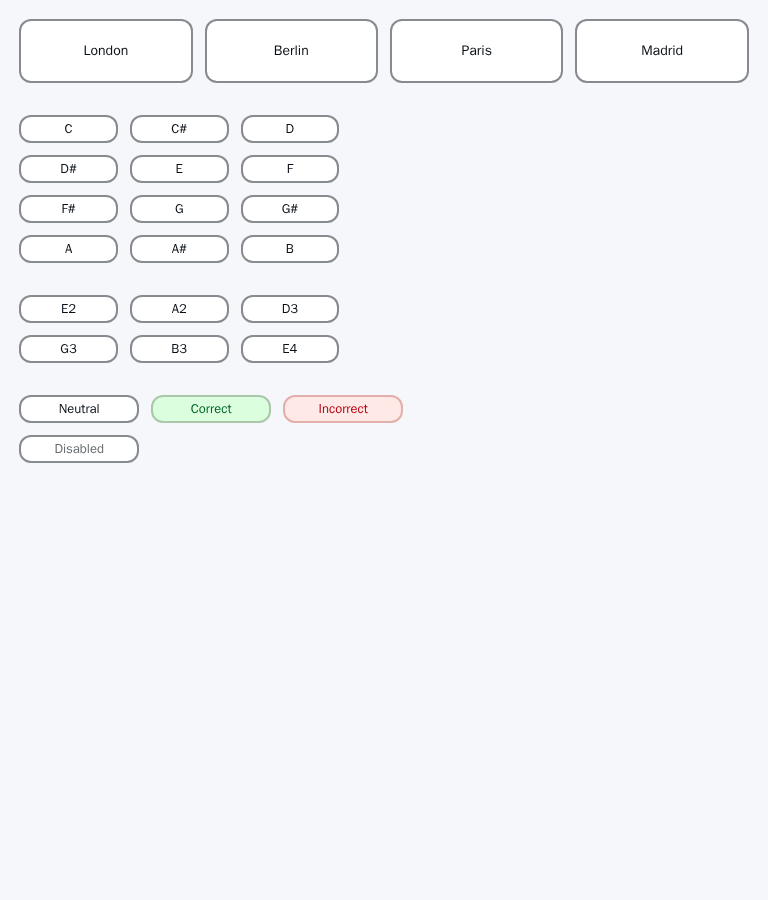 London Berlin Paris Madrid
C C# D
D# E F
F# G G#
A A# B
E2 A2 D3
G3 B3 E4
Neutral Correct Incorrect
Disabled